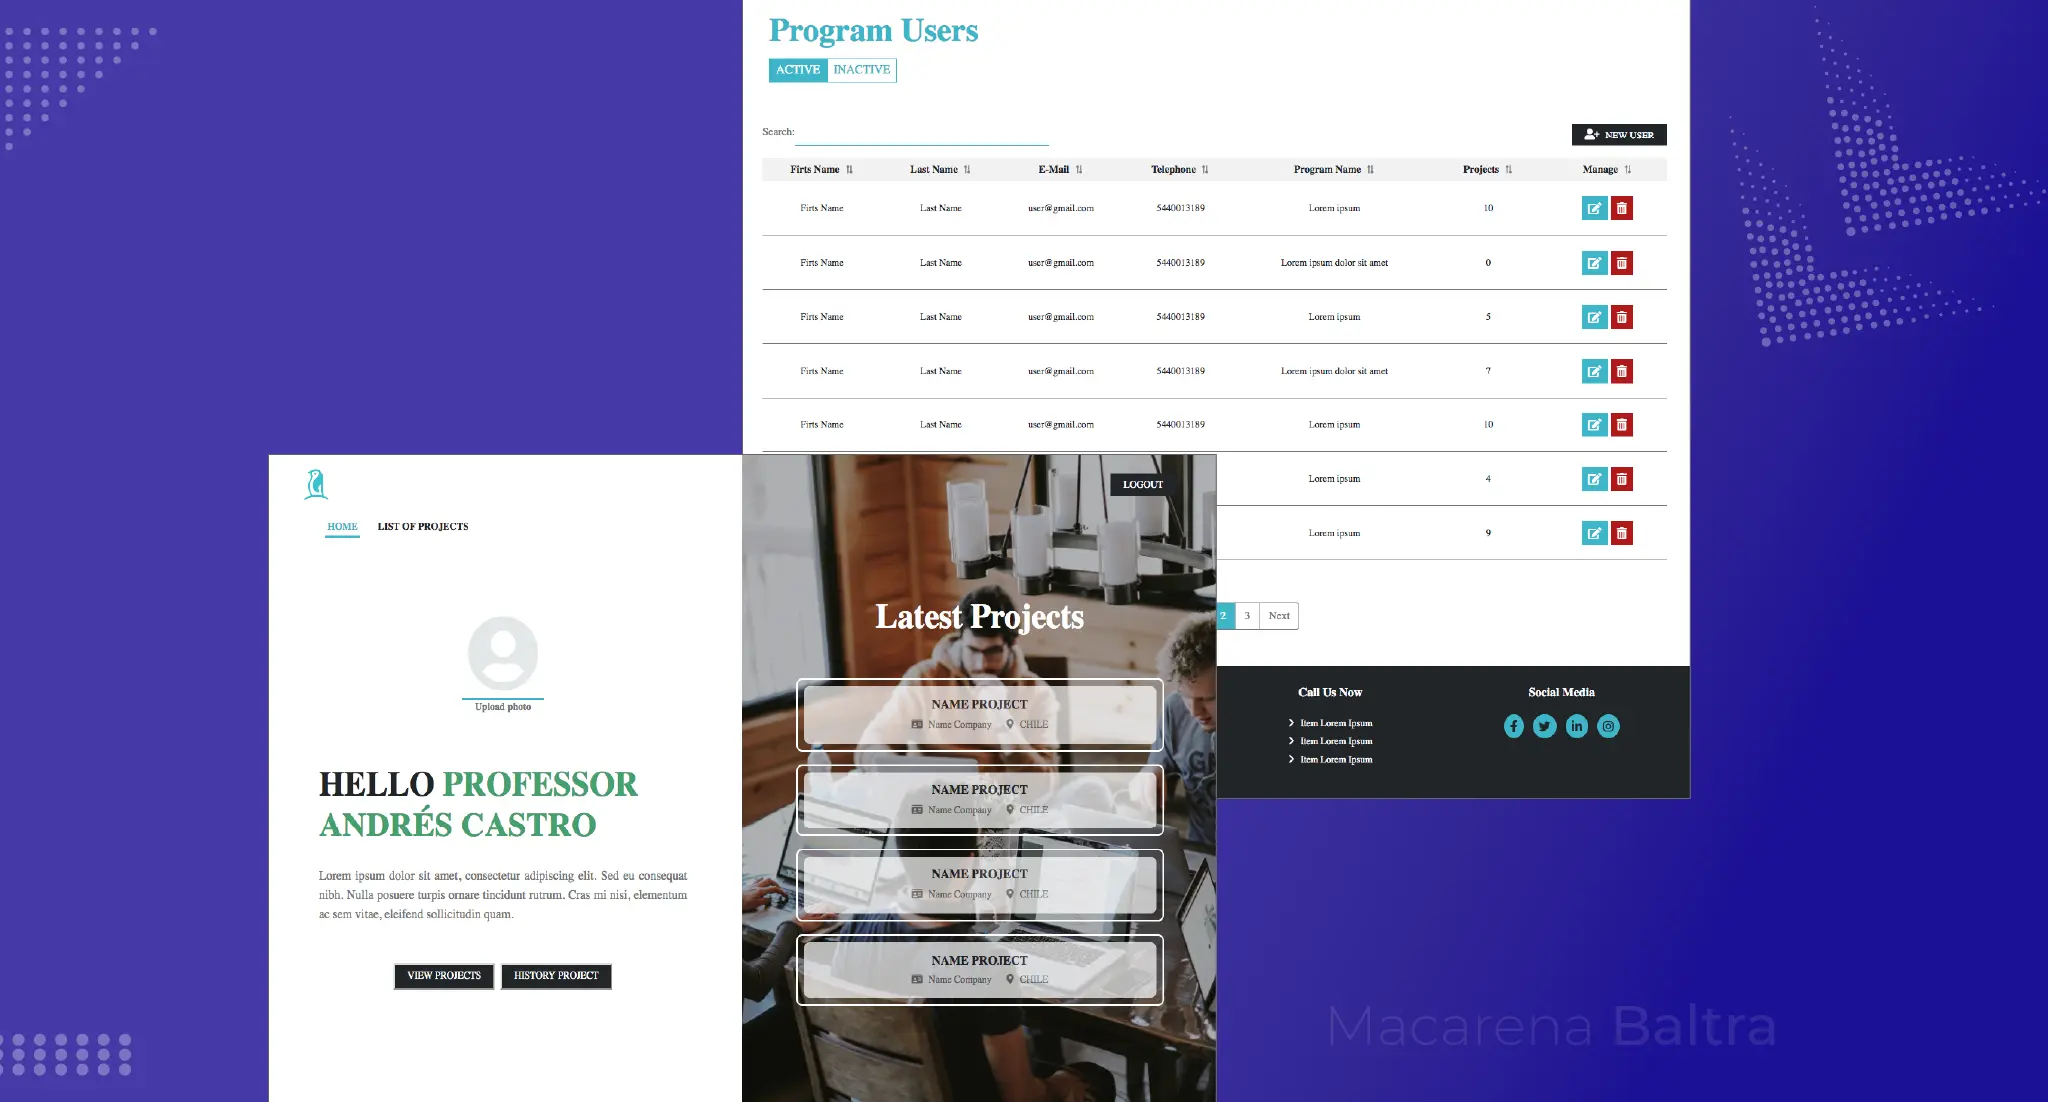 Program Users
ACTIVE INACTIVE
Search:
NEW USER
Firts Name Last Name E-Mail Telephone Program Name Projects Manage
Firts Name Last Name user@gmail.com 5440013189 Lorem ipsum 10
Firts Name Last Name user@gmail.com 5440013189 Lorem ipsum dolor sit amet 0
Firts Name Last Name user@gmail.com 5440013189 Lorem ipsum 5
Firts Name Last Name user@gmail.com 5440013189 Lorem ipsum dolor sit amet 7
Firts Name Last Name user@gmail.com 5440013189 Lorem ipsum 10
Lorem ipsum 4
Lorem ipsum 9
2 3 Next
Call Us Now
Item Lorem Ipsum
Item Lorem Ipsum
Item Lorem Ipsum
Social Media
HOME LIST OF PROJECTS
Upload photo
HELLO PROFESSOR
ANDRÉS CASTRO
Lorem ipsum dolor sit amet, consectetur adipiscing elit. Sed eu consequat
nibh. Nulla posuere turpis ornare tincidunt rutrum. Cras mi nisi, elementum
ac sem vitae, eleifend sollicitudin quam.
VIEW PROJECTS HISTORY PROJECT
LOGOUT
Latest Projects
NAME PROJECT
Name Company CHILE
NAME PROJECT
Name Company CHILE
NAME PROJECT
Name Company CHILE
NAME PROJECT
Name Company CHILE
Macarena Baltra